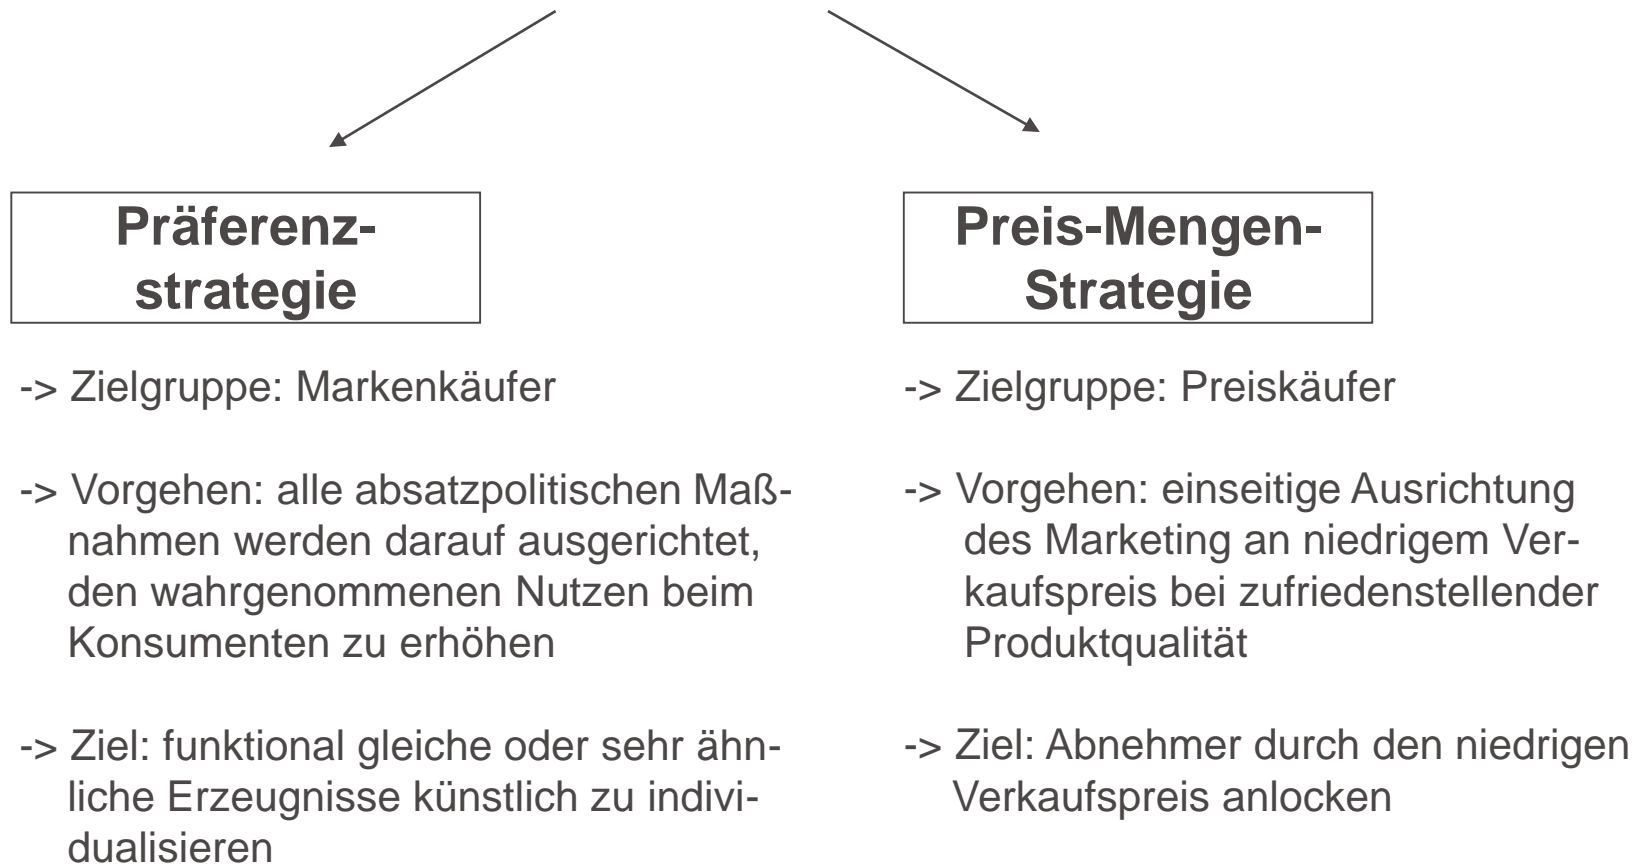 Präferenz-
strategie
-> Zielgruppe: Markenkäufer
-> Vorgehen: alle absatzpolitischen Maß-
nahmen werden darauf ausgerichtet,
den wahrgenommenen Nutzen beim
Konsumenten zu erhöhen
-> Ziel: funktional gleiche oder sehr ähn-
liche Erzeugnisse künstlich zu indivi-
dualisieren
Preis-Mengen-
Strategie
-> Zielgruppe: Preiskäufer
-> Vorgehen: einseitige Ausrichtung
des Marketing an niedrigem Ver-
kaufspreis bei zufriedenstellender
Produktqualität
-> Ziel: Abnehmer durch den niedrigen
Verkaufspreis anlocken